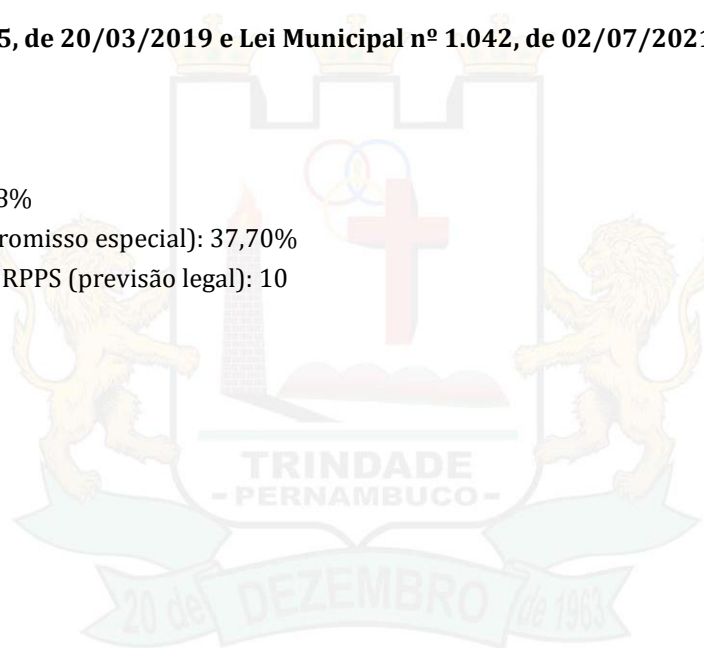 5, de 20/03/2019 e Lei Municipal nº 1.042, de 02/07/2021
8%
romisso especial): 37,70%
RPPS (previsão legal): 10
TRINDADE
- PERNAMBUCO -
20 de DEZEMBRO de 1963